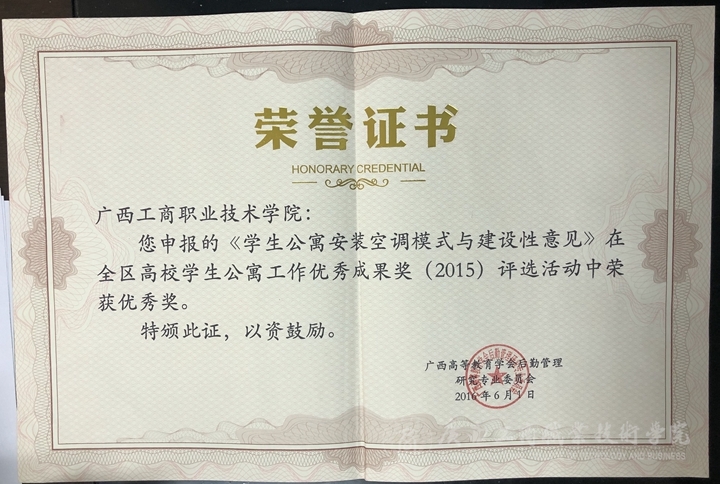 荣誉证书
HONORARY CREDENTIAL
广西工商职业技术学院：
您申报的《学生公寓安装空调模式与建设性意见》在
全区高校学生公寓工作优秀成果奖（2015）评选活动中荣
获优秀奖。
特颁此证，以资鼓励。
广西高等教育学会后勤管理
研究专业委员会
2016年6月1日